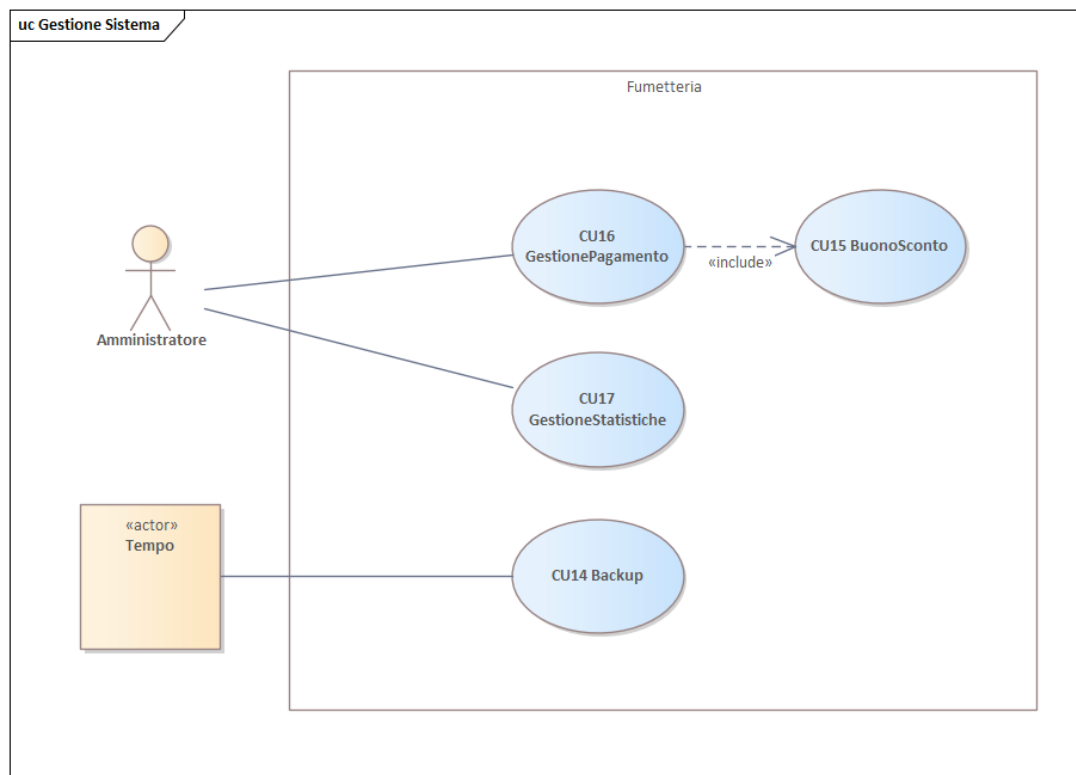 uc Gestione Sistema
Fumetteria
CU16
GestionePagamento
«include»
CU15 BuonoSconto
Amministratore
CU17
GestioneStatistiche
«actor»
Tempo
CU14 Backup